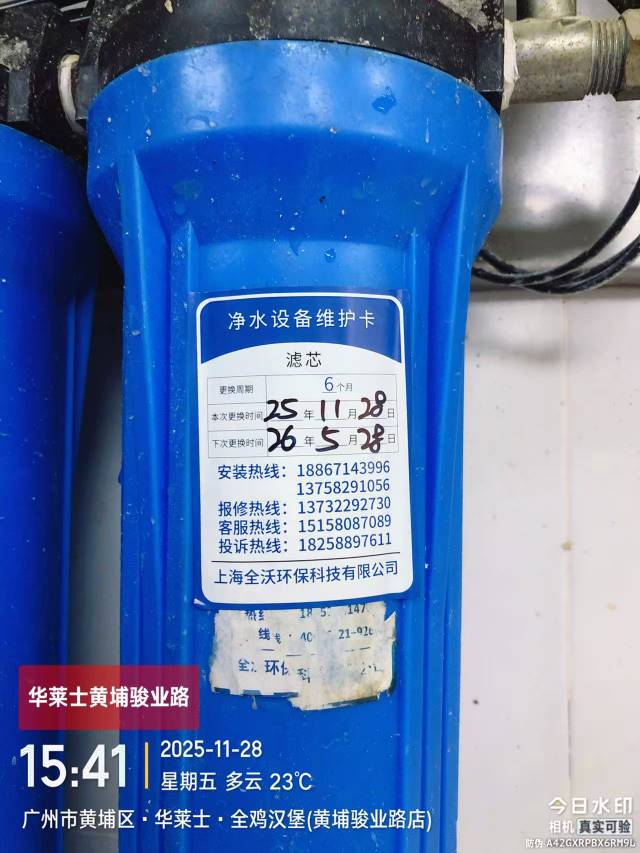 净水设备维护卡
滤芯
更换周期 6个月
本次更换时间 25年11月28日
下次更换时间 26年5月28日
安装热线：18867143996
13758291056
报修热线：13732292730
客服热线：15158087089
投诉热线：18258897611
上海全沃环保科技有限公司
环保
华莱士黄埔骏业路
15:41
2025-11-28
星期五 多云 23℃
广州市黄埔区·华莱士·全鸡汉堡(黄埔骏业路店)
今日水印
相机 真实可验
防伪 A42GXRPBX6RM9U